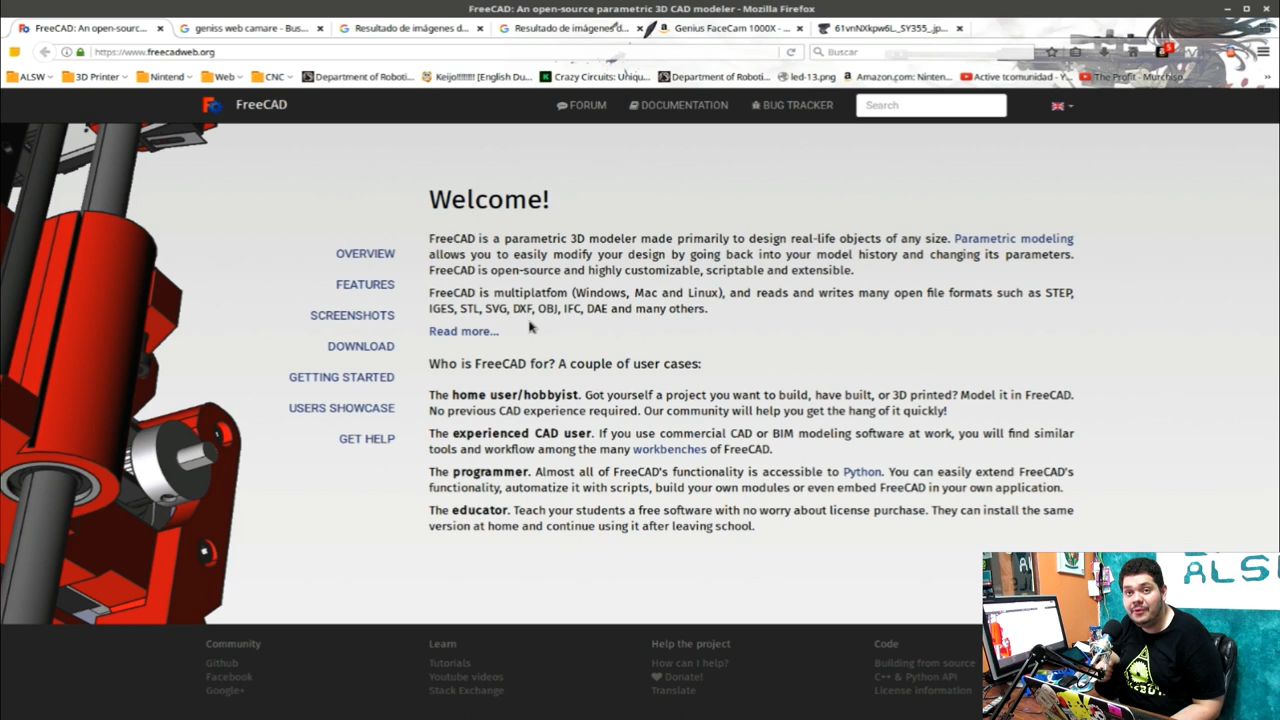 FreeCAD: An open-source parametric 3D CAD modeler - Mozilla Firefox
FreeCAD: An open-sourc...
geniss web camare - Bus...
Resultado de imágenes d...
Resultado de imágenes d...
Genius FaceCam 1000X - ...
61vnNXkpw6L._SY355_.jp...
https://www.freecadweb.org
Buscar
ALSW
3D Printer
Nintend
Web
CNC
Department of Roboti...
Keijo!!!!!!!! [English Du...
Crazy Circuits: Uniqu...
Department of Roboti...
led-13.png
Amazon.com: Ninten...
Active tcomunidad - Y...
The Profit - Murchiso...
FreeCAD
FORUM
DOCUMENTATION
BUG TRACKER
Search
Welcome!
FreeCAD is a parametric 3D modeler made primarily to design real-life objects of any size. Parametric modeling
allows you to easily modify your design by going back into your model history and changing its parameters.
FreeCAD is open-source and highly customizable, scriptable and extensible.
FreeCAD is multiplatfom (Windows, Mac and Linux), and reads and writes many open file formats such as STEP,
IGES, STL, SVG, DXF, OBJ, IFC, DAE and many others.
Read more...
OVERVIEW
FEATURES
SCREENSHOTS
DOWNLOAD
GETTING STARTED
USERS SHOWCASE
GET HELP
Who is FreeCAD for? A couple of user cases:
The home user/hobbyist. Got yourself a project you want to build, have built, or 3D printed? Model it in FreeCAD.
No previous CAD experience required. Our community will help you get the hang of it quickly!
The experienced CAD user. If you use commercial CAD or BIM modeling software at work, you will find similar
tools and workflow among the many workbenches of FreeCAD.
The programmer. Almost all of FreeCAD's functionality is accessible to Python. You can easily extend FreeCAD's
functionality, automatize it with scripts, build your own modules or even embed FreeCAD in your own application.
The educator. Teach your students a free software with no worry about license purchase. They can install the same
version at home and continue using it after leaving school.
Community
Github
Facebook
Google+
Learn
Tutorials
Youtube videos
Stack Exchange
Help the project
How can I help?
Donate!
Translate
Code
Building from source
C++ & Python API
License information